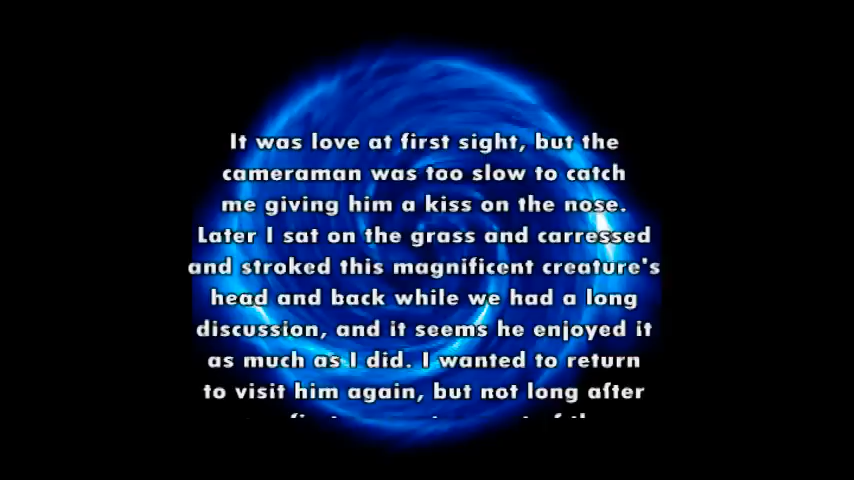 It was love at first sight, but the
cameraman was too slow to catch
me giving him a kiss on the nose.
Later I sat on the grass and carressed
and stroked this magnificent creature's
head and back while we had a long
discussion, and it seems he enjoyed it
as much as I did. I wanted to return
to visit him again, but not long after